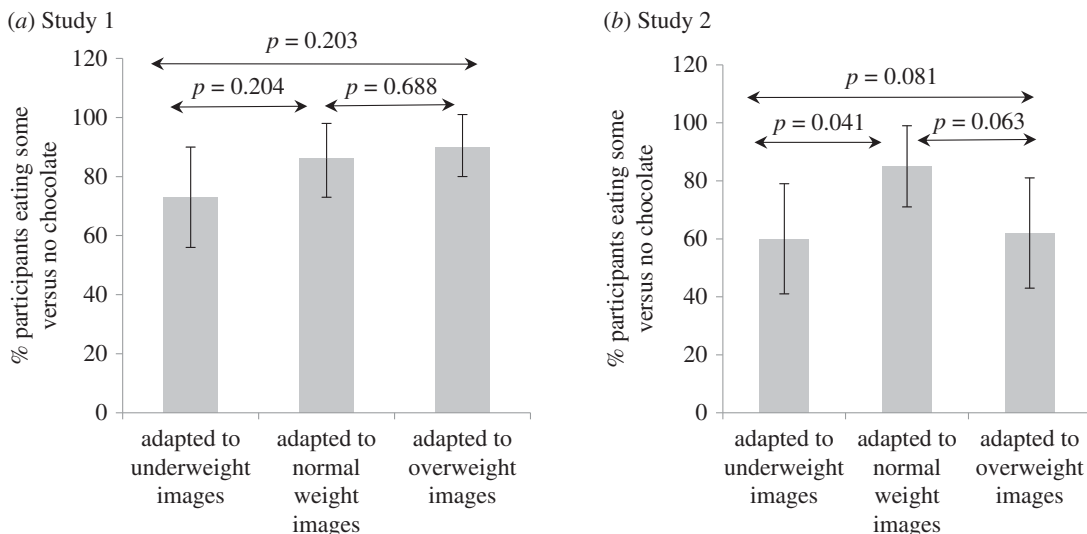 (a) Study 1
% participants eating some
versus no chocolate
120
100
80
60
40
20
0
p = 0.203
p = 0.204
p = 0.688
adapted to
underweight
images
adapted to
normal
weight
images
adapted to
overweight
images
(b) Study 2
% participants eating some
versus no chocolate
120
100
80
60
40
20
0
p = 0.081
p = 0.041
p = 0.063
adapted to
underweight
images
adapted to
normal
weight
images
adapted to
overweight
images